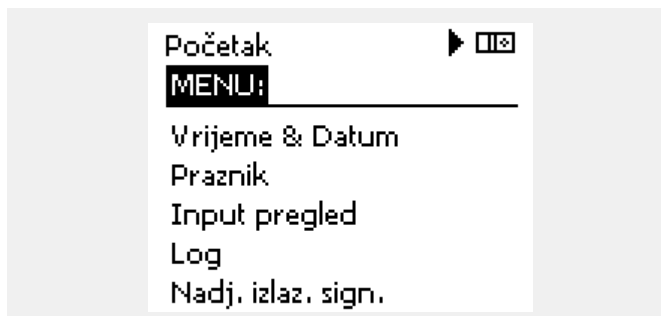 Početak
MENU:
Vrijeme & Datum
Praznik
Input pregled
Log
Nadj. izlaz. sign.